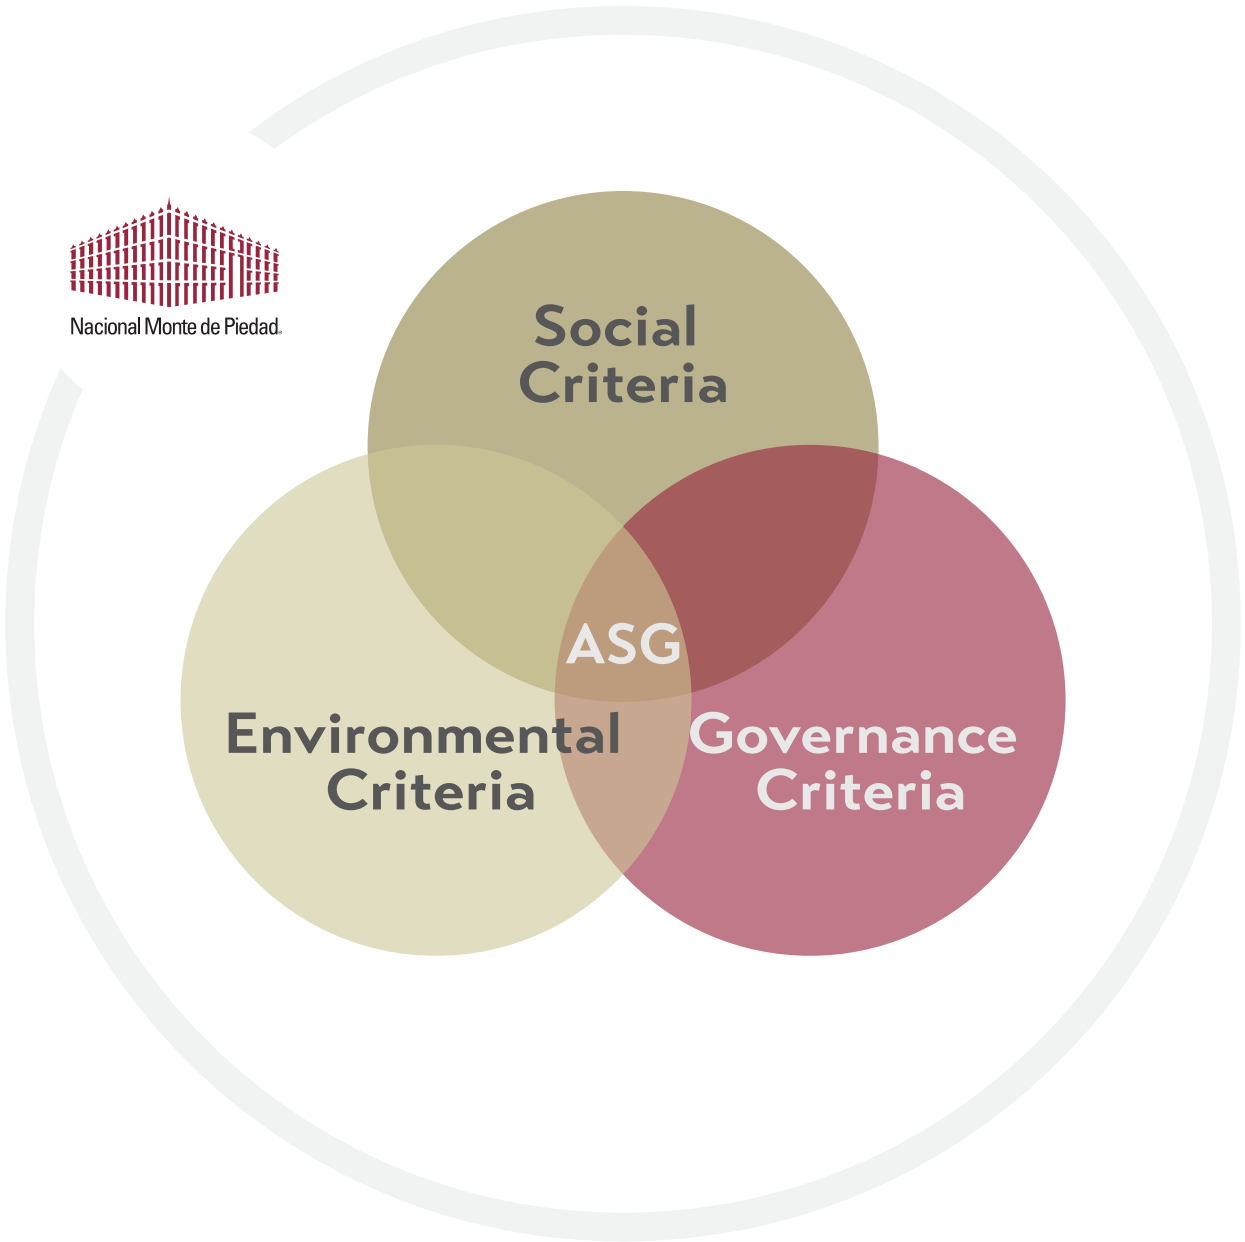 Nacional Monte de Piedad®
Social
Criteria
ASG
Environmental
Criteria
Governance
Criteria